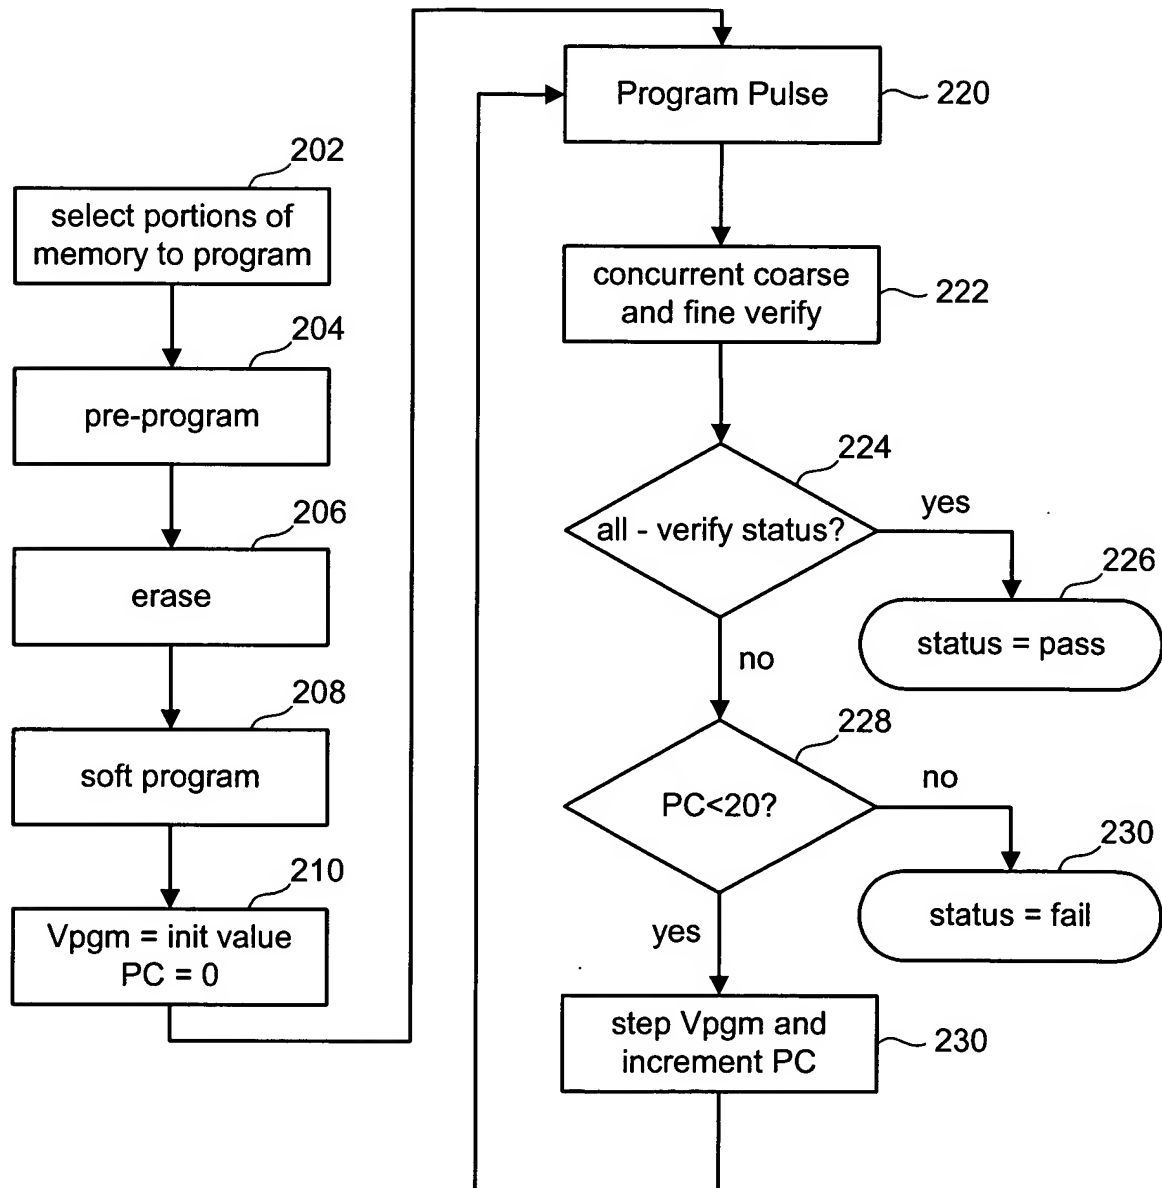 202
select portions of
memory to program
204
pre-program
206
erase
208
soft program
210
Vpgm = init value
PC = 0
Program Pulse
220
concurrent coarse
and fine verify
222
224
all - verify status?
yes
226
status = pass
no
228
PC<20?
no
230
status = fail
yes
step Vpgm and
increment PC
230